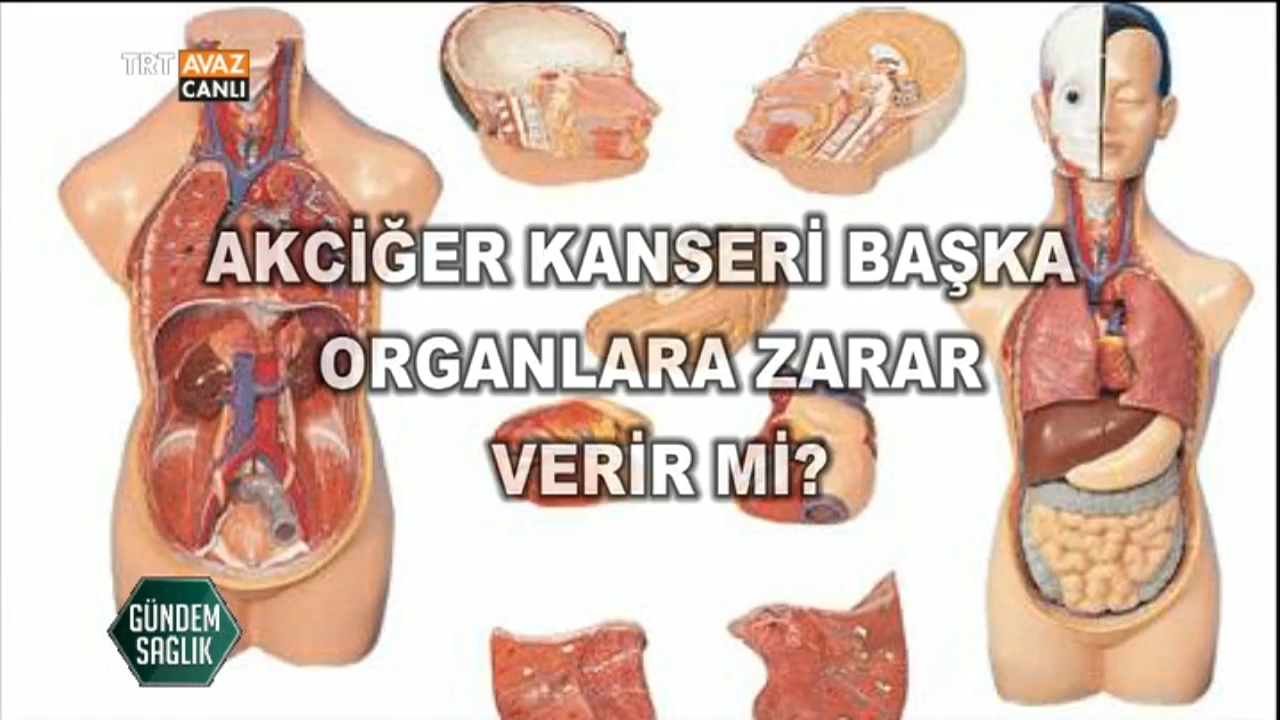 TRT AVAZ
CANLI
AKCİĞER KANSERİ BAŞKA
ORGANLARA ZARAR
VERİR Mİ?
GÜNDEM
SAĞLIK